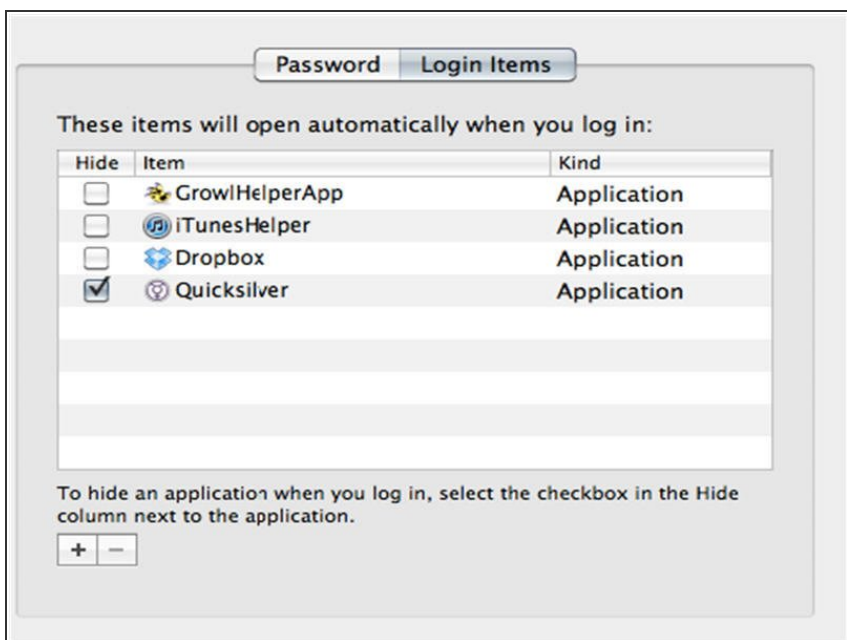 Password Login Items
These items will open automatically when you log in:
Hide Item Kind
GrowlHelperApp Application
iTunesHelper Application
Dropbox Application
Quicksilver Application
To hide an application when you log in, select the checkbox in the Hide
column next to the application.
+ −